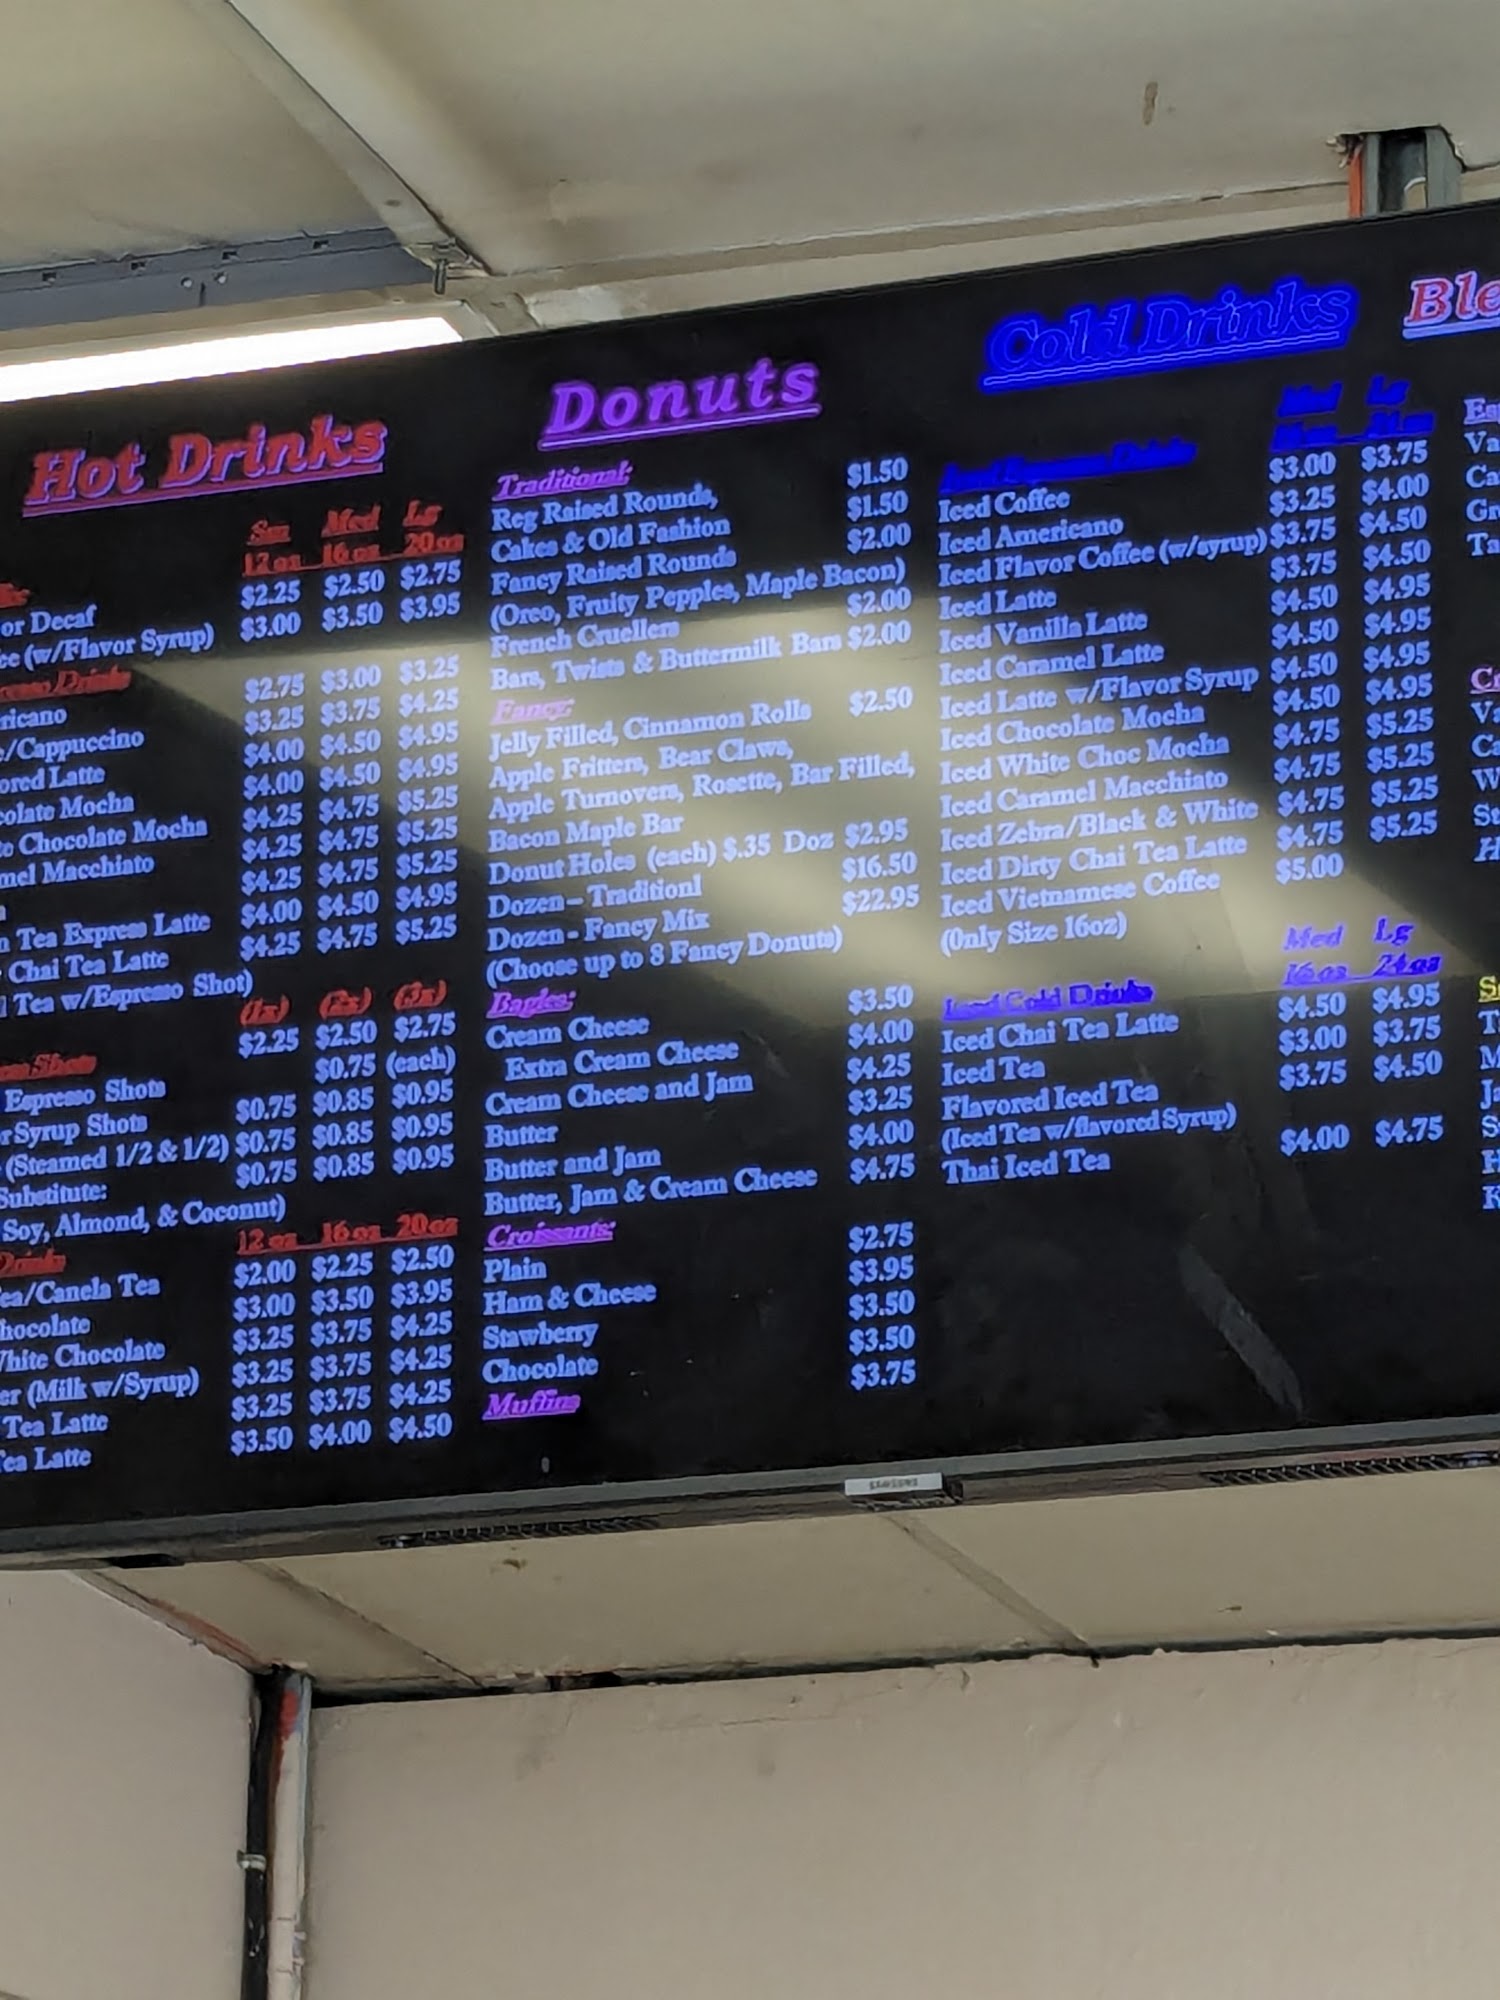 Hot Drinks
Sm Med Lg
12 oz 16 oz 20 oz
or Decaf $2.25 $2.50 $2.75
ee (w/Flavor Syrup) $3.00 $3.50 $3.95
Drinks
ricano $2.75 $3.00 $3.25
e/Cappuccino $3.25 $3.75 $4.25
ored Latte $4.00 $4.50 $4.95
colate Mocha $4.00 $4.50 $4.95
te Chocolate Mocha $4.25 $4.75 $5.25
mel Macchiato $4.25 $4.75 $5.25
$4.25 $4.75 $5.25
n Tea Express Latte $4.00 $4.50 $4.95
Chai Tea Latte $4.25 $4.75 $5.25
l Tea w/Espresso Shot)
(1x) (2x) (3x)
Shots
Espresso Shots $2.25 $2.50 $2.75
r Syrup Shots $0.75 (each)
(Steamed 1/2 & 1/2) $0.75 $0.85 $0.95
Substitute: $0.75 $0.85 $0.95
Soy, Almond, & Coconut) $0.75 $0.85 $0.95
Drinks 12 oz 16 oz 20 oz
ea/Canela Tea $2.00 $2.25 $2.50
hocolate $3.00 $3.50 $3.95
White Chocolate $3.25 $3.75 $4.25
er (Milk w/Syrup) $3.25 $3.75 $4.25
Tea Latte $3.25 $3.75 $4.25
Tea Latte $3.50 $4.00 $4.50
Donuts
Traditional:
Reg Raised Rounds, $1.50
Cakes & Old Fashion $1.50
Fancy Raised Rounds $2.00
(Oreo, Fruity Pepples, Maple Bacon)
French Cruellers $2.00
Bars, Twists & Buttermilk Bars $2.00
Fancy:
Jelly Filled, Cinnamon Rolls $2.50
Apple Fritters, Bear Claws,
Apple Turnovers, Rosette, Bar Filled,
Bacon Maple Bar
Donut Holes (each) $.35 Doz $2.95
Dozen – Traditionl $16.50
Dozen - Fancy Mix $22.95
(Choose up to 8 Fancy Donuts)
Bagles:
Cream Cheese $3.50
Extra Cream Cheese $4.00
Cream Cheese and Jam $4.25
Butter $3.25
Butter and Jam $4.00
Butter, Jam & Cream Cheese $4.75
Croissants:
Plain $2.75
Ham & Cheese $3.95
Stawberry $3.50
Chocolate $3.50
Muffins $3.75
Cold Drinks
Med Lg
16 oz 24 oz
Iced Espresso Drinks
Iced Coffee $3.00 $3.75
Iced Americano $3.25 $4.00
Iced Flavor Coffee (w/syrup) $3.75 $4.50
Iced Latte $3.75 $4.50
Iced Vanilla Latte $4.50 $4.95
Iced Caramel Latte $4.50 $4.95
Iced Latte w/Flavor Syrup $4.50 $4.95
Iced Chocolate Mocha $4.50 $4.95
Iced White Choc Mocha $4.75 $5.25
Iced Caramel Macchiato $4.75 $5.25
Iced Zebra/Black & White $4.75 $5.25
Iced Dirty Chai Tea Latte $4.75 $5.25
Iced Vietnamese Coffee $5.00
(Only Size 16oz)
Med Lg
16 oz 24 oz
Iced Cold Drinks
Iced Chai Tea Latte $4.50 $4.95
Iced Tea $3.00 $3.75
Flavored Iced Tea $3.75 $4.50
(Iced Tea w/flavored Syrup)
Thai Iced Tea $4.00 $4.75
Ble
Va
Ca
Gr
Ta